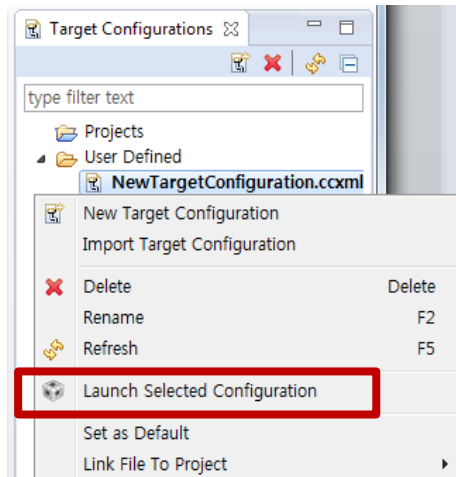 Target Configurations
type filter text
Projects
User Defined
NewTargetConfiguration.ccxml
New Target Configuration
Import Target Configuration
Delete Delete
Rename F2
Refresh F5
Launch Selected Configuration
Set as Default
Link File To Project